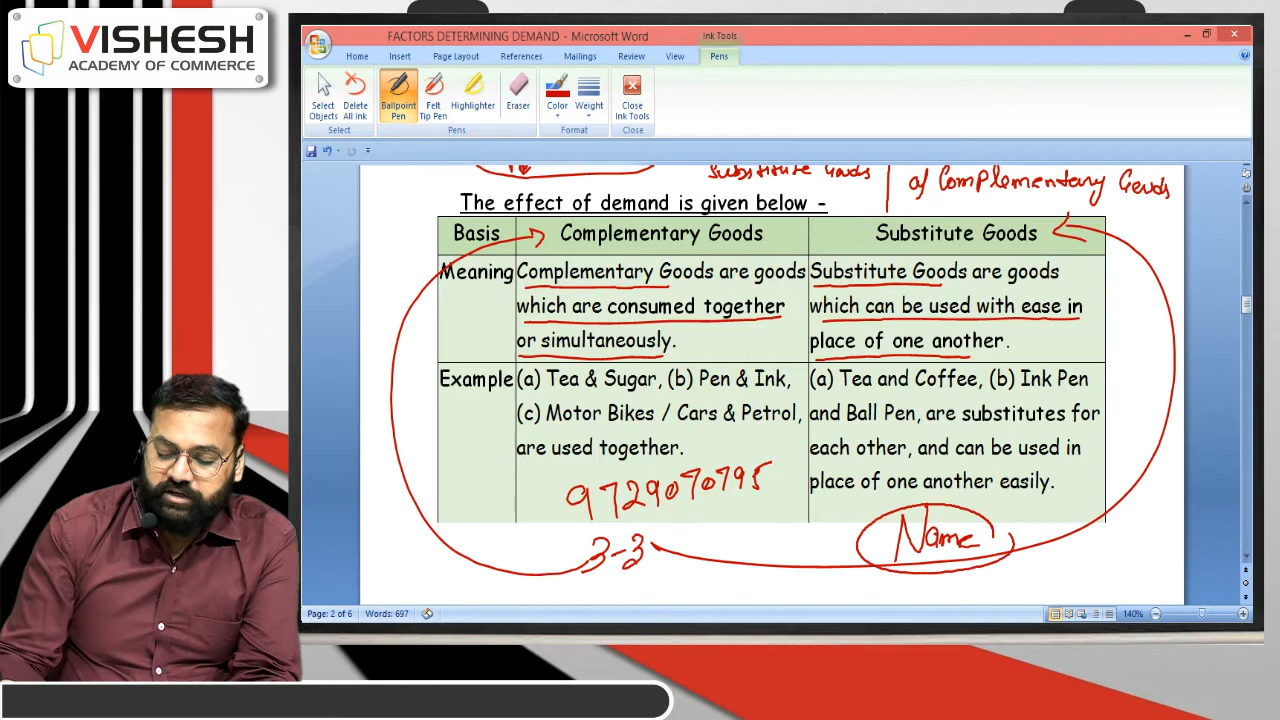 VISHESH
ACADEMY OF COMMERCE
FACTORS DETERMINING DEMAND - Microsoft Word
Ink Tools
Home Insert Page Layout References Mailings Review View Pens
Select Objects
Delete All Ink
Ballpoint Pen
Felt Tip Pen
Highlighter
Eraser
Color
Weight
Close Ink Tools
Select Pens Format Close
Substitute Goods
of Complementary Goods
The effect of demand is given below -
Basis Complementary Goods Substitute Goods
Meaning Complementary Goods are goods
which are consumed together
or simultaneously.
Substitute Goods are goods
which can be used with ease in
place of one another.
Example (a) Tea & Sugar, (b) Pen & Ink,
(c) Motor Bikes / Cars & Petrol,
are used together.
(a) Tea and Coffee, (b) Ink Pen
and Ball Pen, are substitutes for
each other, and can be used in
place of one another easily.
9729070795
3-3
Name
Page: 2 of 6 Words: 697 140%